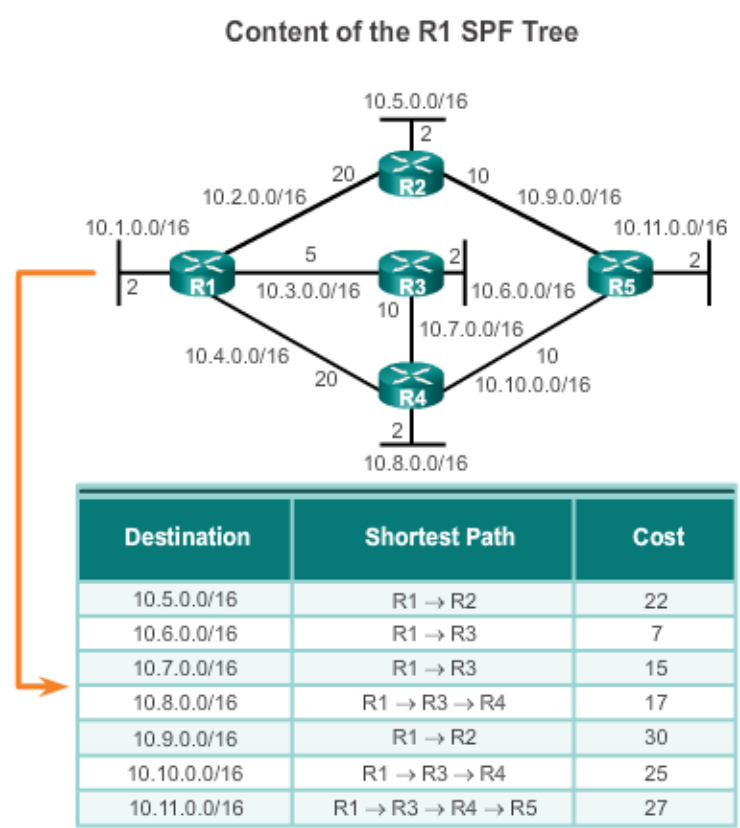 Content of the R1 SPF Tree
10.5.0.0/16
2
20
R2
10
10.2.0.0/16
10.9.0.0/16
10.1.0.0/16
10.11.0.0/16
5
2
2
2
R1
10.3.0.0/16
R3
10.6.0.0/16
R5
10
10.7.0.0/16
10.4.0.0/16
10
20
10.10.0.0/16
R4
2
10.8.0.0/16
Destination Shortest Path Cost
10.5.0.0/16 R1 → R2 22
10.6.0.0/16 R1 → R3 7
10.7.0.0/16 R1 → R3 15
10.8.0.0/16 R1 → R3 → R4 17
10.9.0.0/16 R1 → R2 30
10.10.0.0/16 R1 → R3 → R4 25
10.11.0.0/16 R1 → R3 → R4 → R5 27